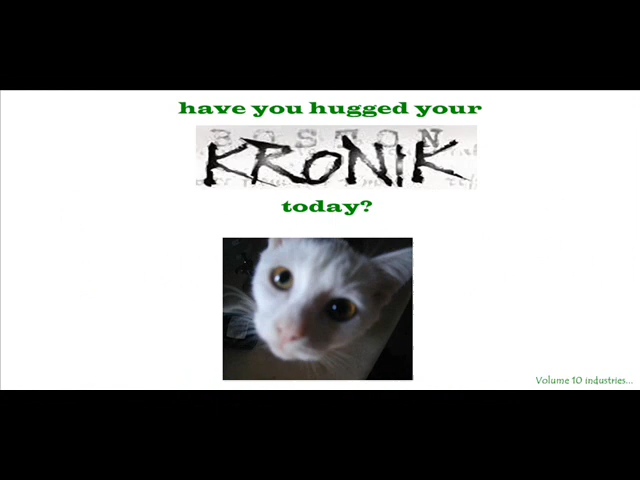 have you hugged your
BOSTON
KRONIK
today?
Volume 10 industries...